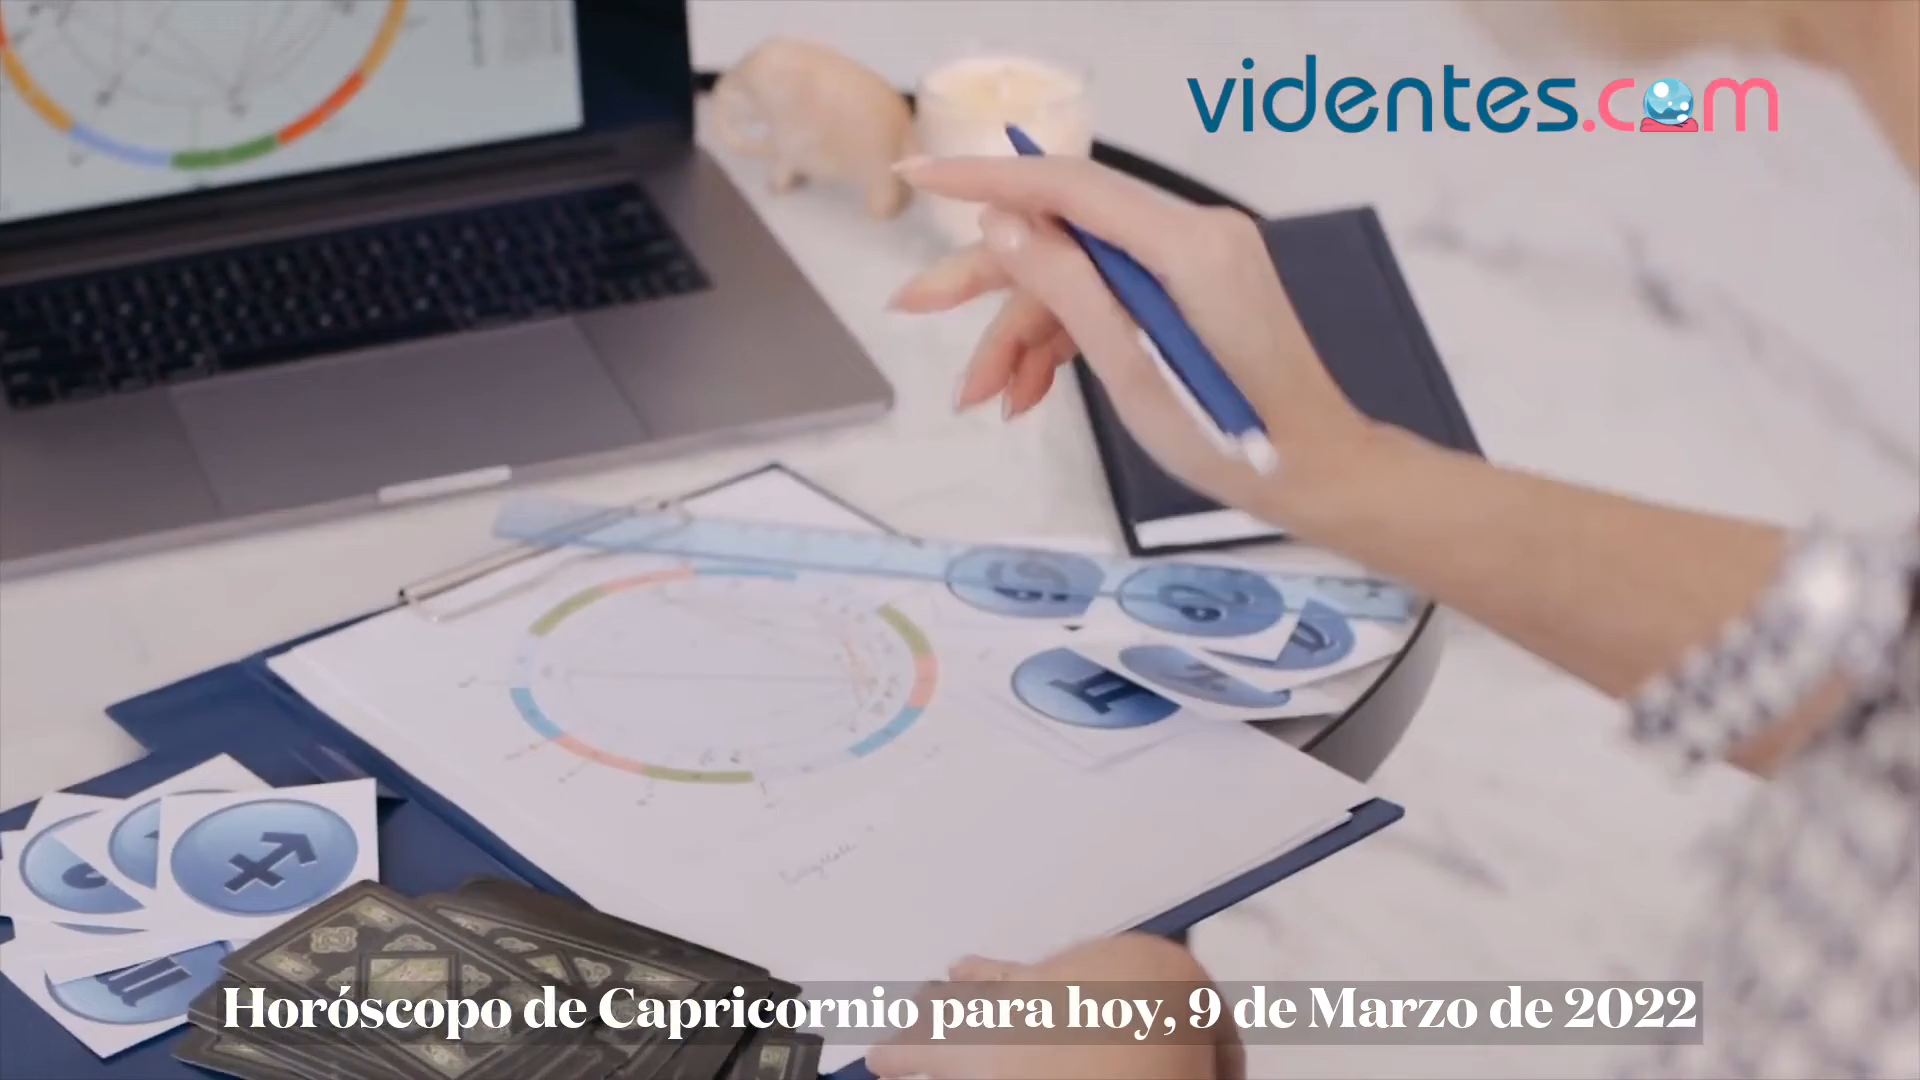 videntes.com
Horóscopo de Capricornio para hoy, 9 de Marzo de 2022